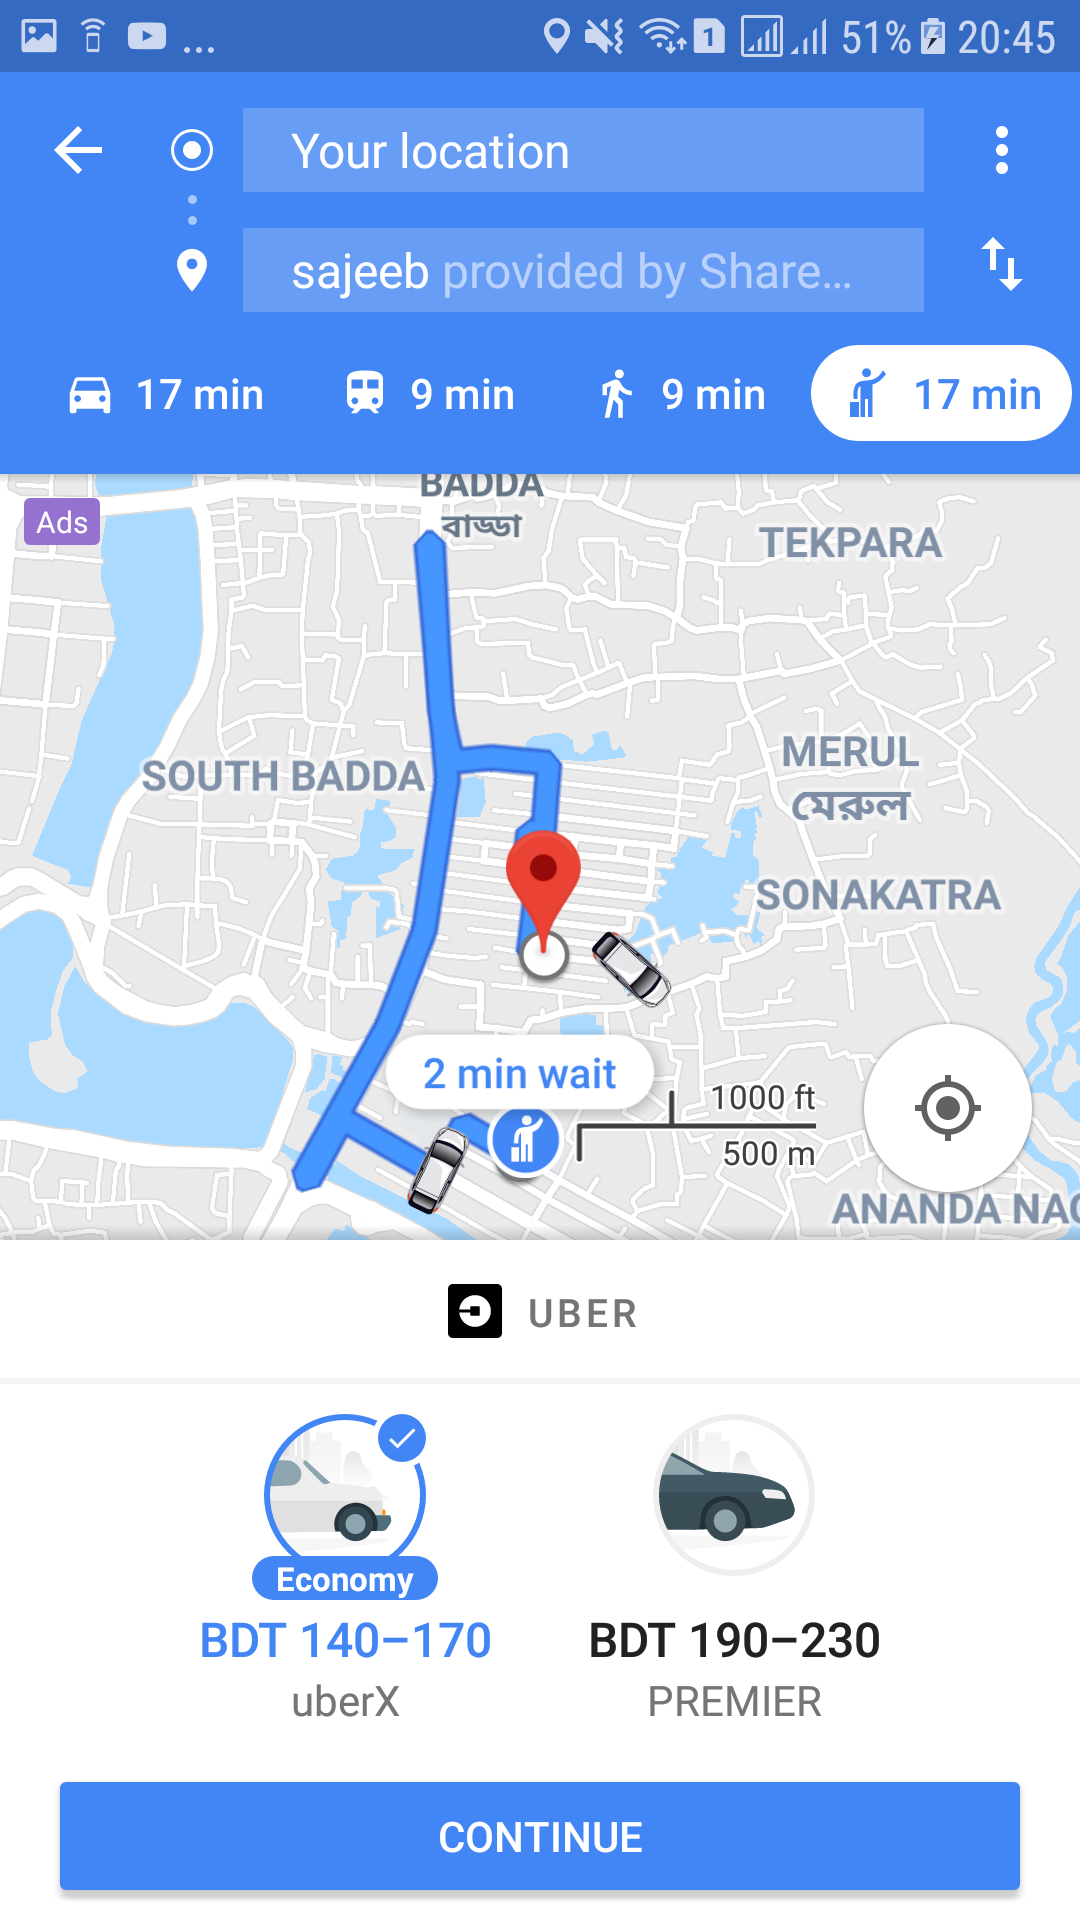 ... 1 51% 20:45
Your location
sajeeb provided by Share...
17 min 9 min 9 min 17 min
Ads
BADDA
বাড্ডা
TEKPARA
SOUTH BADDA
MERUL
মেরুল
SONAKATRA
2 min wait
1000 ft
500 m
ANANDA NAG
UBER
Economy
BDT 140–170 BDT 190–230
uberX PREMIER
CONTINUE